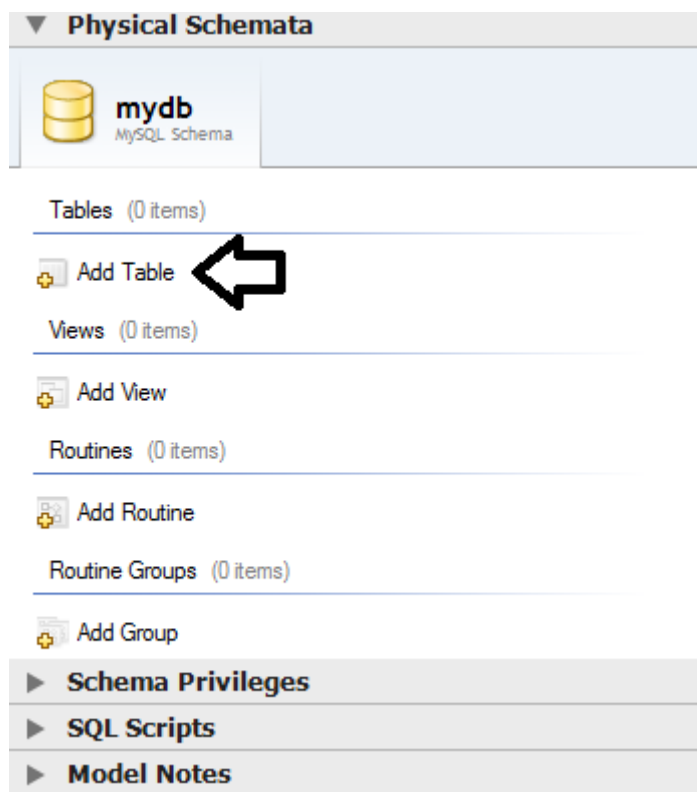 Physical Schemata
mydb
MySQL Schema
Tables (0 items)
Add Table
Views (0 items)
Add View
Routines (0 items)
Add Routine
Routine Groups (0 items)
Add Group
Schema Privileges
SQL Scripts
Model Notes